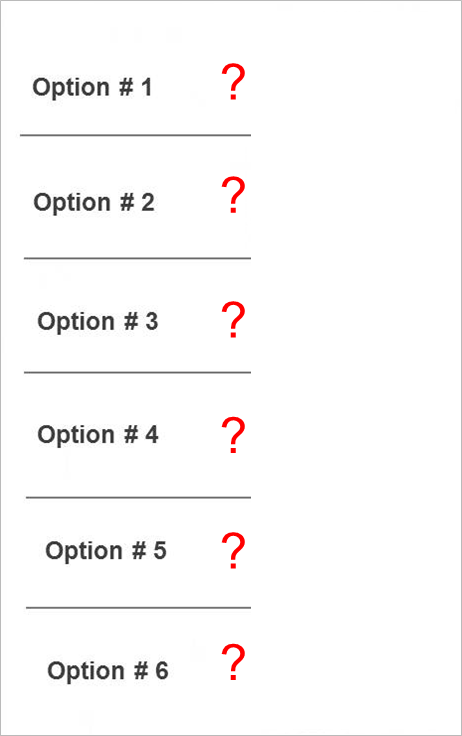 Option # 1 ?
Option # 2 ?
Option # 3 ?
Option # 4 ?
Option # 5 ?
Option # 6 ?